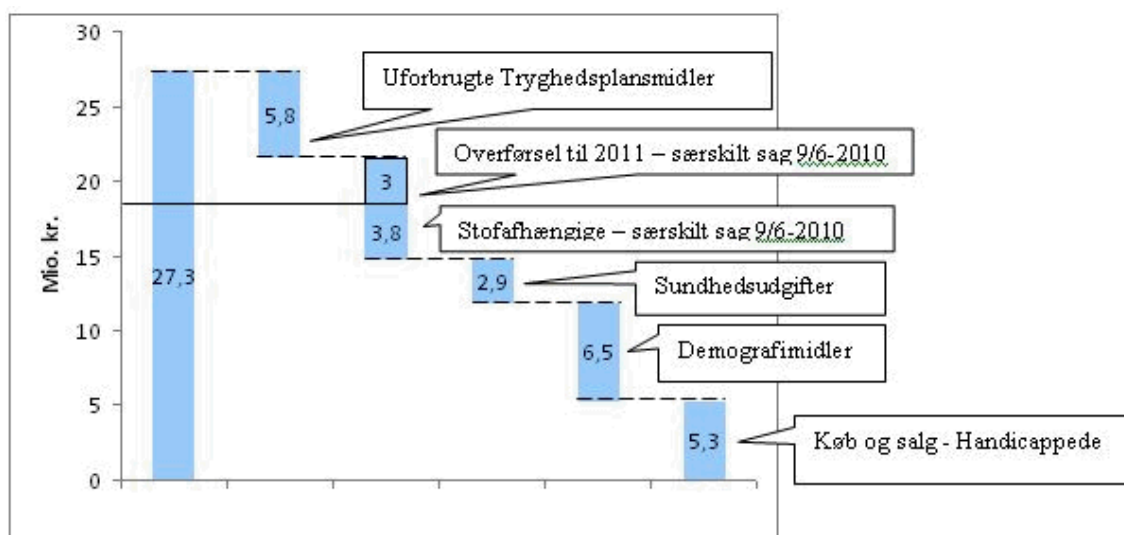 30
Uforbrugte Tryghedsplansmidler
25
5,8
Overførsel til 2011 – særskilt sag 9/6-2010
20
3
3,8
Stofafhængige – særskilt sag 9/6-2010
Mio. kr.
15
27,3
2,9
Sundhedsudgifter
10
6,5
Demografimidler
5
5,3
Køb og salg - Handicappede
0